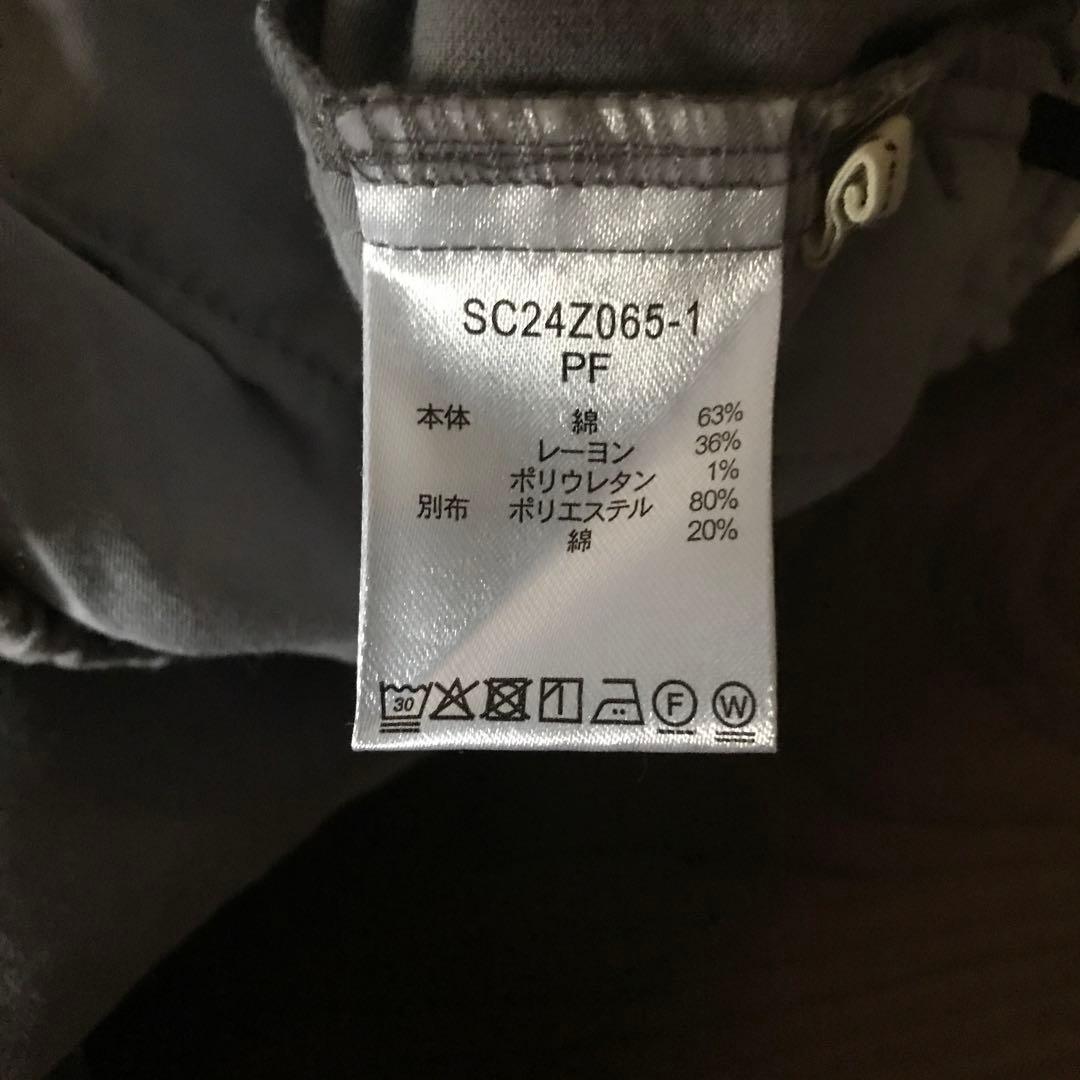 SC24Z065-1
PF
本体 綿 63%
レーヨン 36%
ポリウレタン 1%
別布 ポリエステル 80%
綿 20%
30 F W